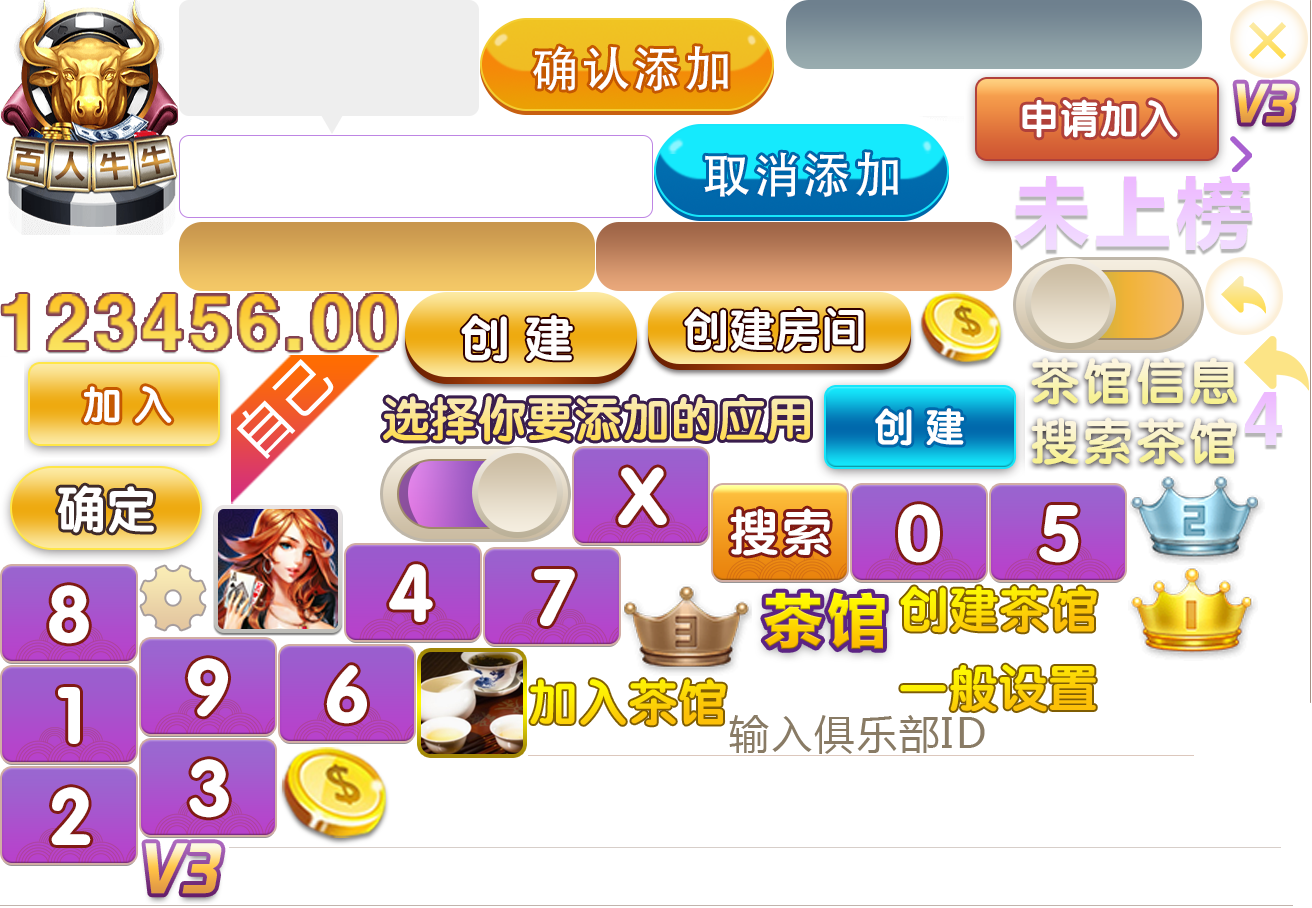 确认添加
V3
申请加入
百人牛牛
取消添加
未上榜
123456.00
创 建
创建房间
$
加 入
自己
选择你要添加的应用
创 建
茶馆信息
4
搜索茶馆
确定
X
搜索
0
5
2
8
4
7
3
茶馆
创建茶馆
1
1
9
6
加入茶馆
一般设置
输入俱乐部ID
2
3
$
V3